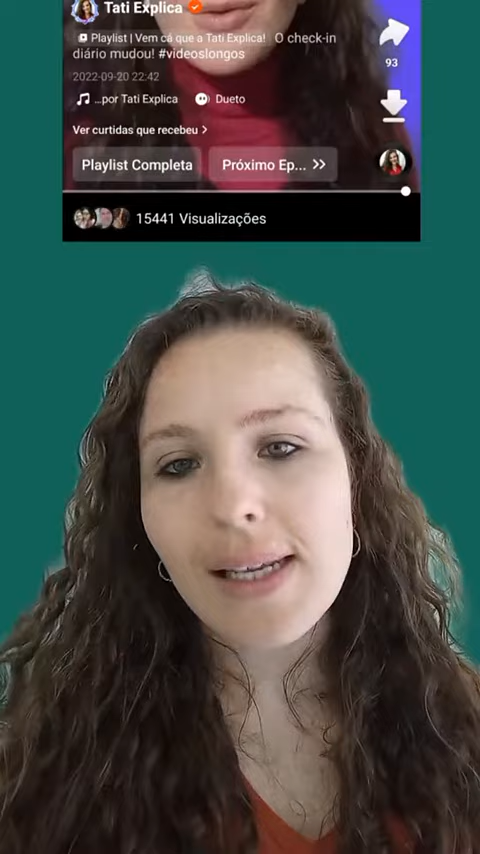 Tati Explica
Playlist | Vem cá que a Tati Explica! O check-in
diário mudou! #videoslongos
93
2022-09-20 22:42
...por Tati Explica
Dueto
Ver curtidas que recebeu >
Playlist Completa
Próximo Ep... >>
15441 Visualizações